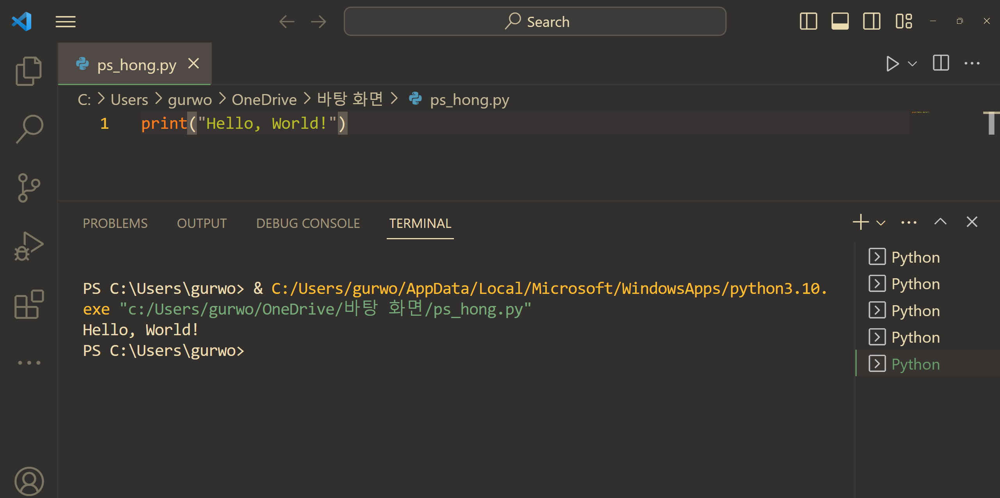 Search
ps_hong.py
C: > Users > gurwo > OneDrive > 바탕 화면 > ps_hong.py
1 print("Hello, World!")
PROBLEMS OUTPUT DEBUG CONSOLE TERMINAL
PS C:\Users\gurwo> & C:/Users/gurwo/AppData/Local/Microsoft/WindowsApps/python3.10.
exe "c:/Users/gurwo/OneDrive/바탕 화면/ps_hong.py"
Hello, World!
PS C:\Users\gurwo>
Python
Python
Python
Python
Python